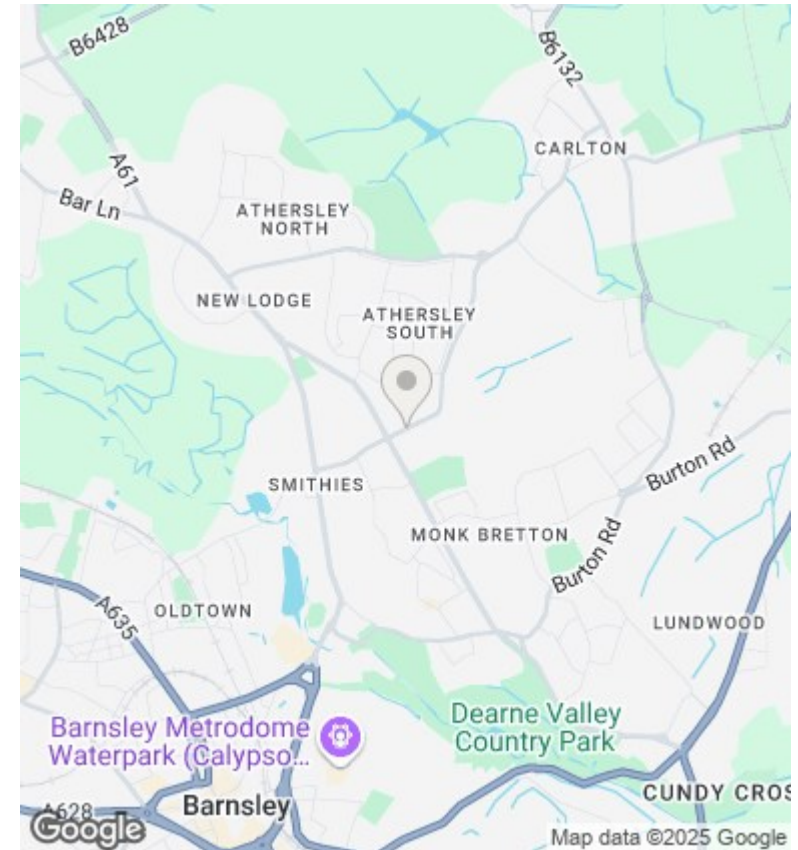 B6428
B6132
A61
CARLTON
Bar Ln
ATHERSLEY
NORTH
NEW LODGE
ATHERSLEY
SOUTH
SMITHIES
Burton Rd
MONK BRETTON
Burton Rd
A635
OLDTOWN
LUNDWOOD
Barnsley Metrodome
Waterpark (Calypso...
Dearne Valley
Country Park
CUNDY CROS
A628
Barnsley
Google
Map data ©2025 Google